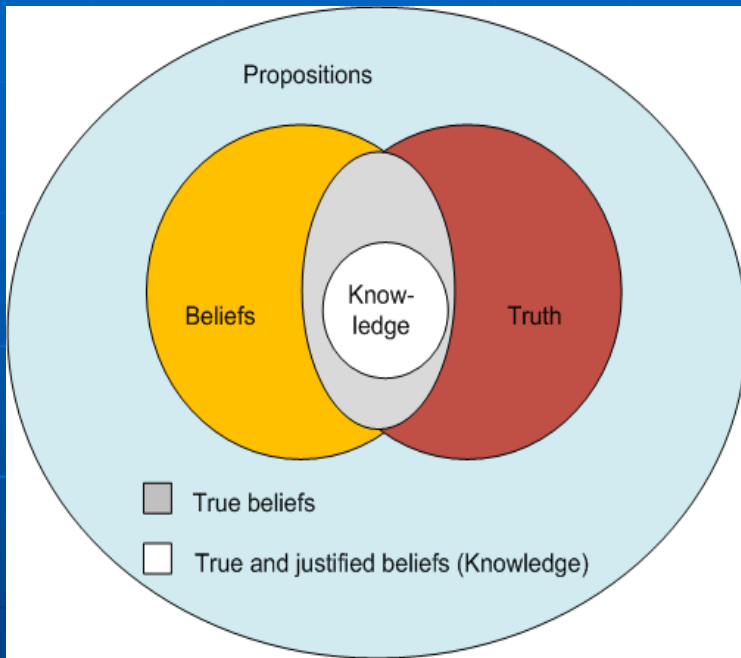 Propositions
Beliefs
Know-
ledge
Truth
True beliefs
True and justified beliefs (Knowledge)